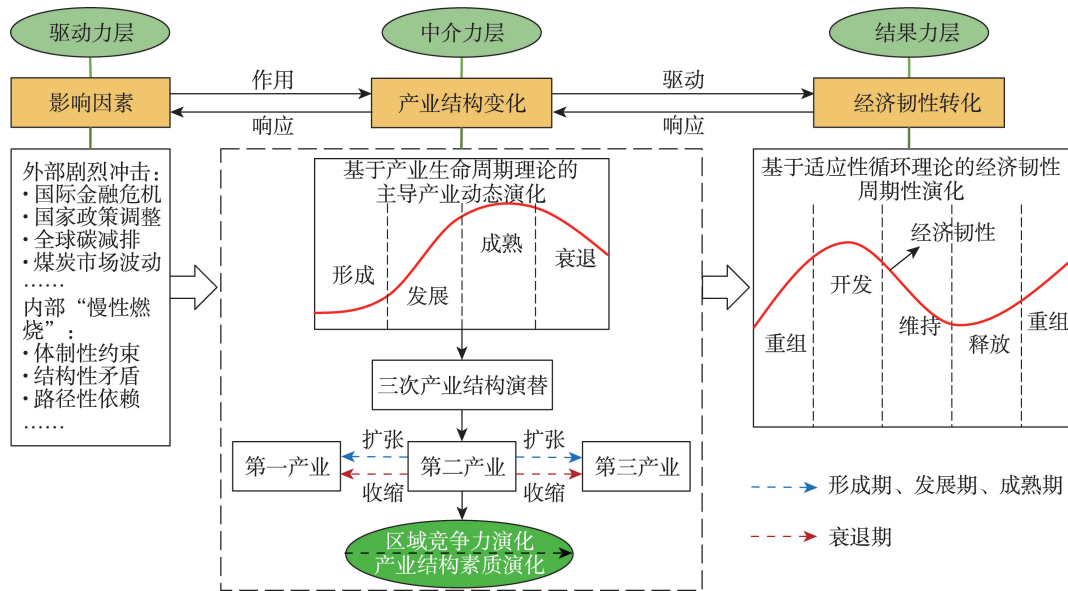 驱动力层
中介力层
结果力层
影响因素
作用
响应
产业结构变化
驱动
响应
经济韧性转化
外部剧烈冲击：
·国际金融危机
·国家政策调整
·全球碳减排
·煤炭市场波动
……
内部“慢性燃
烧”：
·体制性约束
·结构性矛盾
·路径性依赖
……
基于产业生命周期理论的
主导产业动态演化
形成
发展
成熟
衰退
三次产业结构演替
第一产业
扩张
收缩
第二产业
扩张
收缩
第三产业
区域竞争力演化
产业结构素质演化
基于适应性循环理论的经济韧性
周期性演化
经济韧性
重组
开发
维持
释放
重组
形成期、发展期、成熟期
衰退期